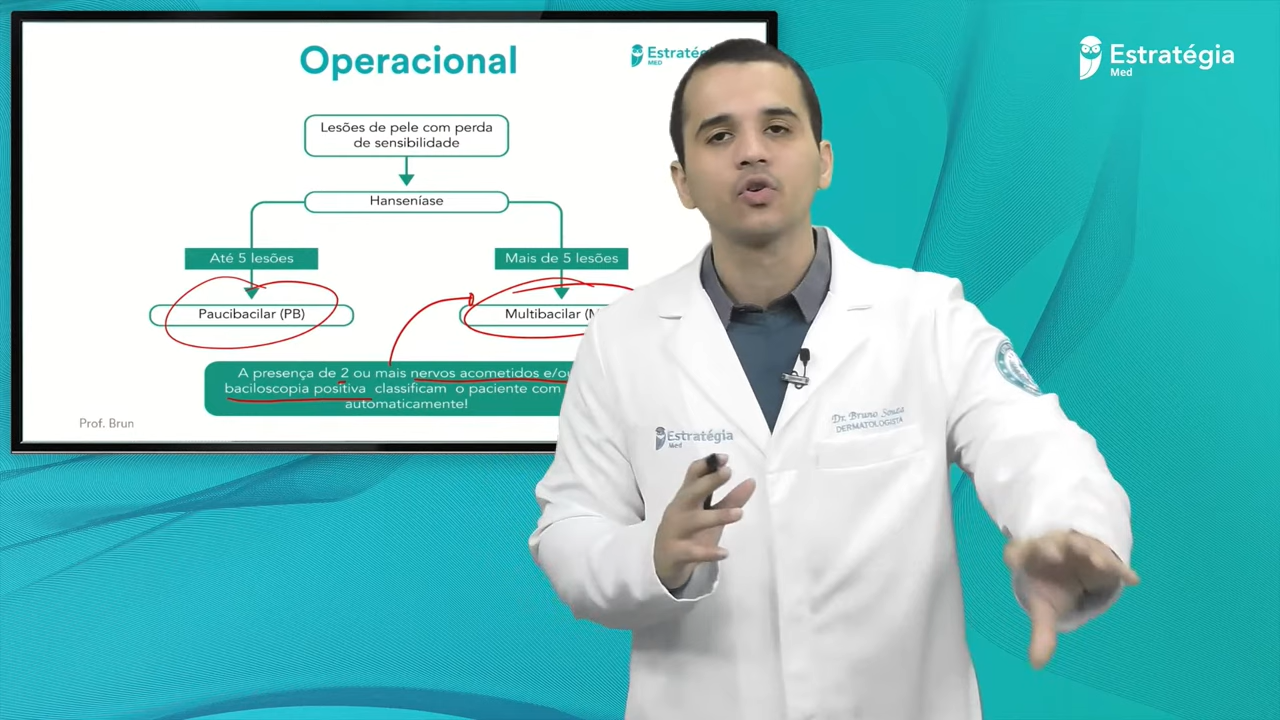 Operacional
Estratég
MED
Lesões de pele com perda
de sensibilidade
Hanseníase
Até 5 lesões
Mais de 5 lesões
Paucibacilar (PB)
Multibacilar (M
A presença de 2 ou mais nervos acometidos e/ou
baciloscopia positiva classificam o paciente com
automaticamente!
Prof. Brun
Estratégia
Med
Estratégia
Med
Dr. Bruno Souza
DERMATOLOGISTA